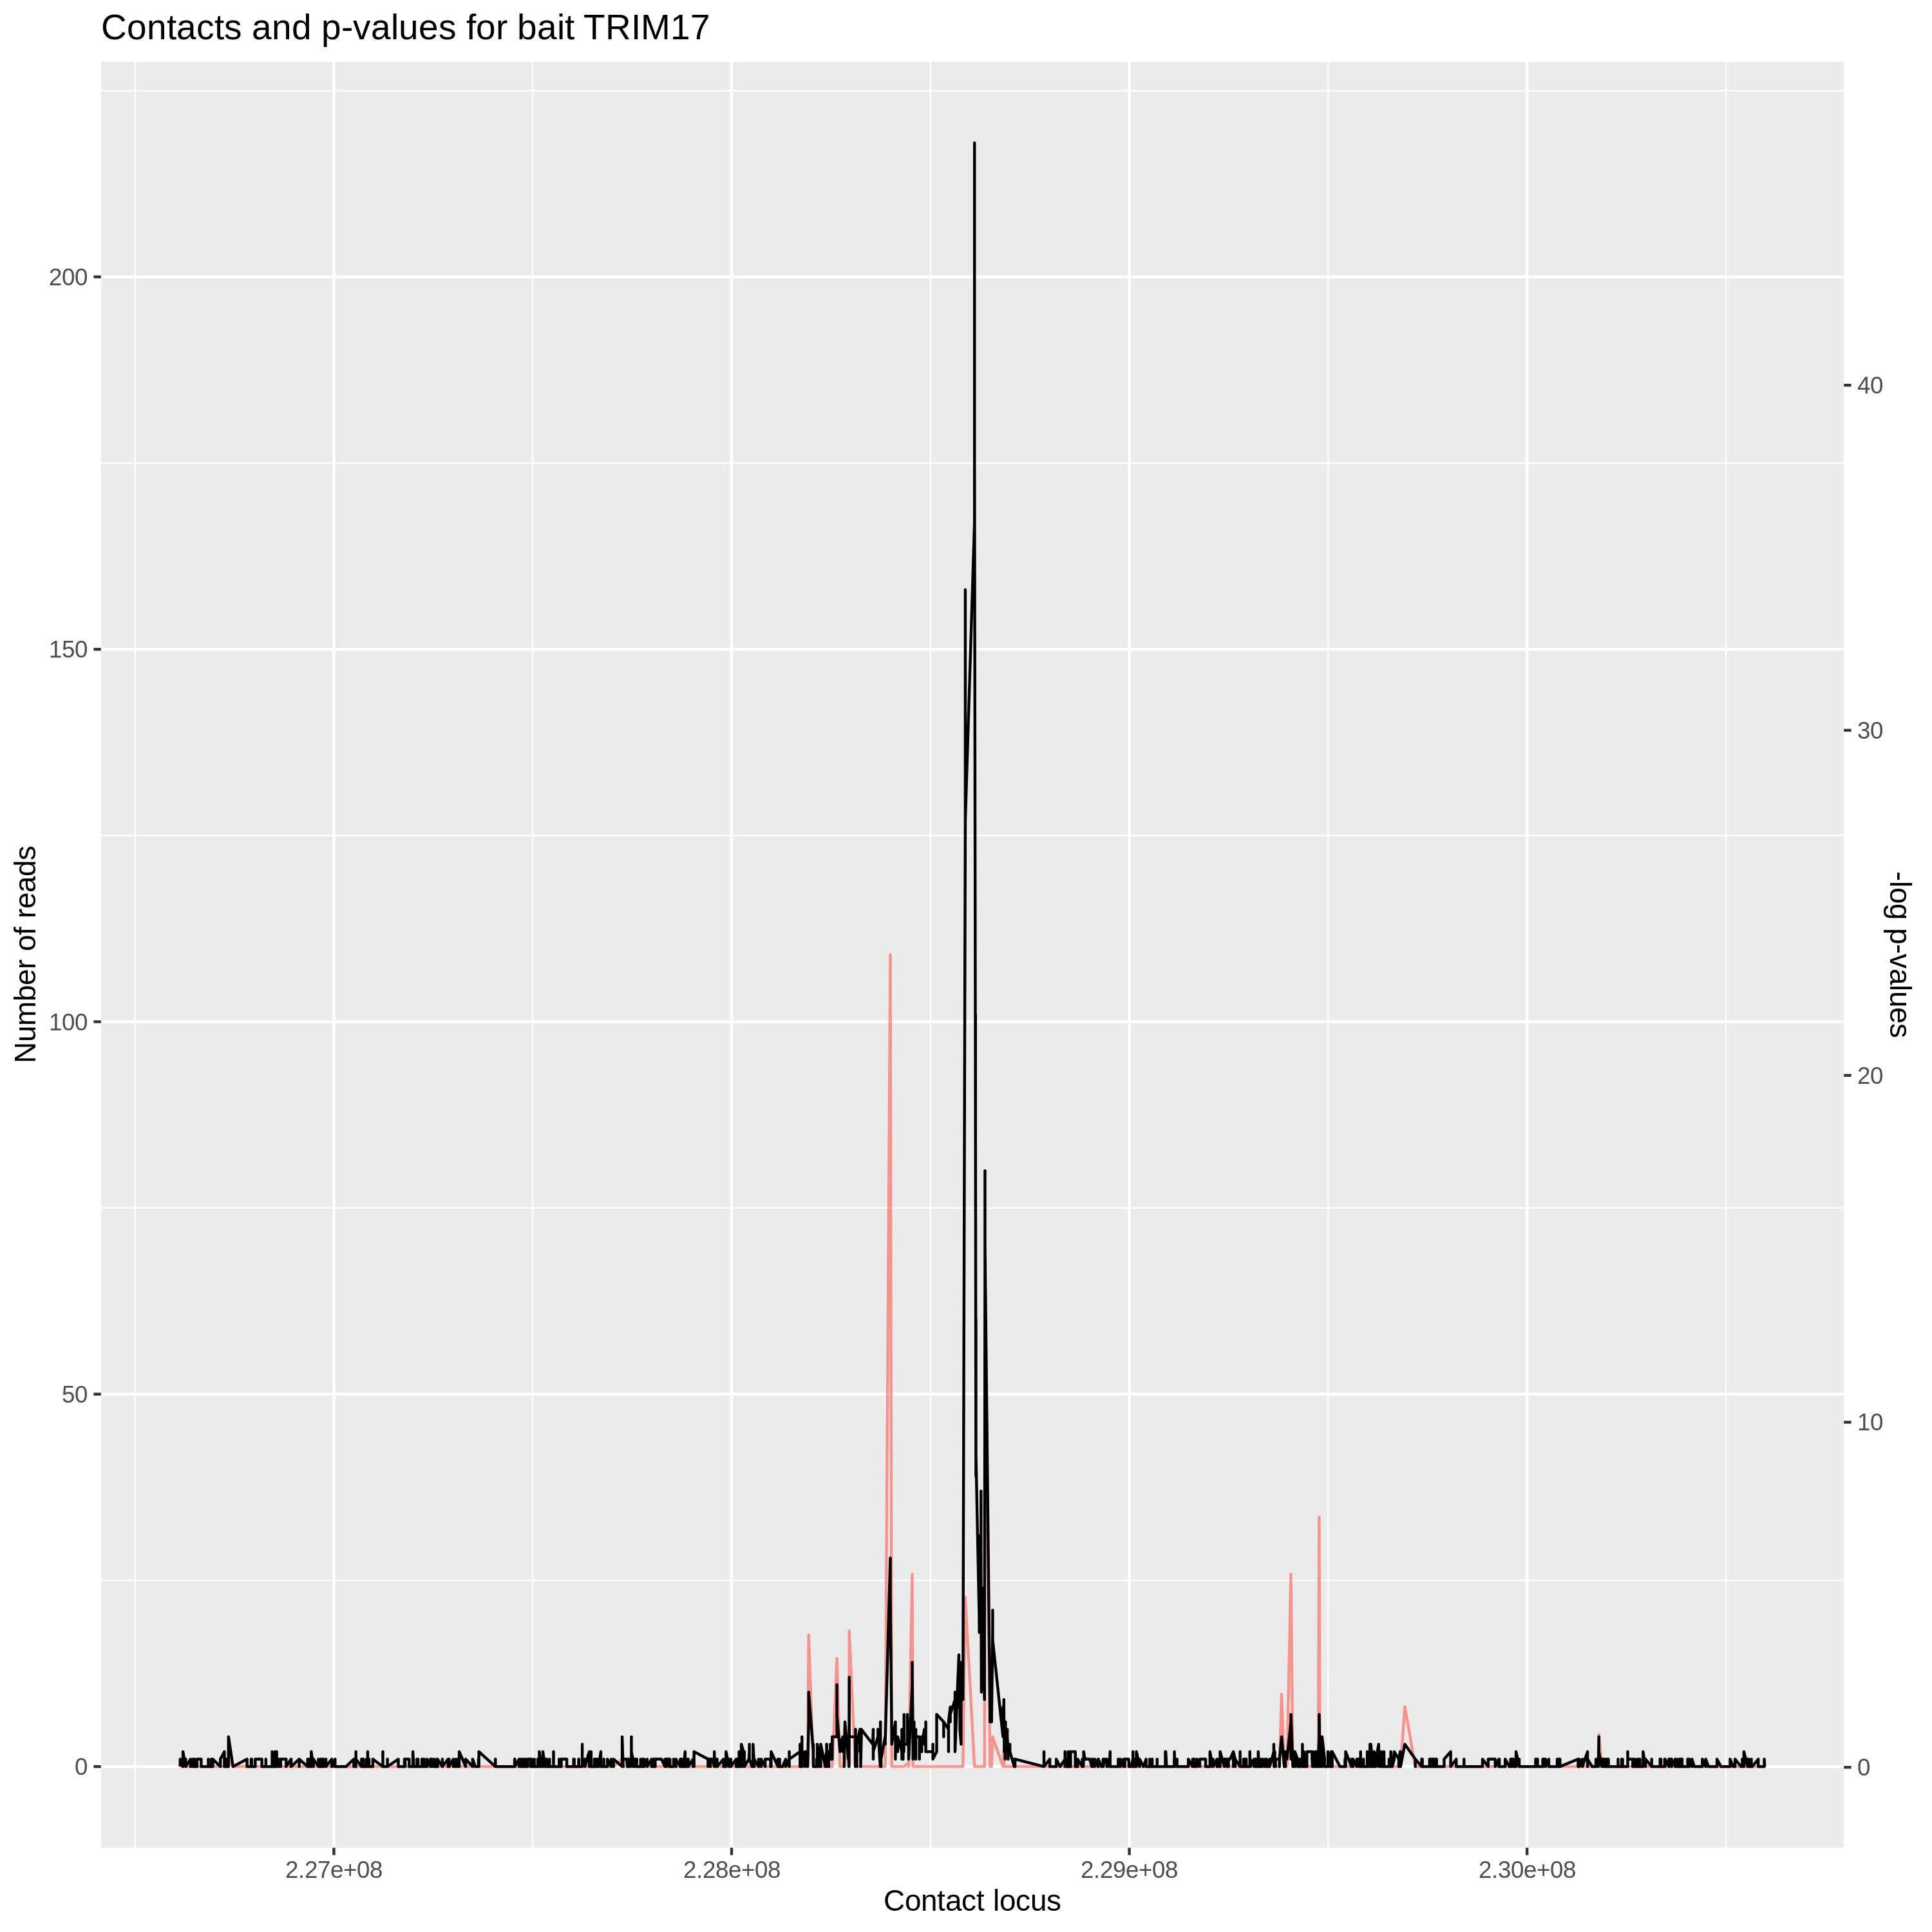 Contacts and p-values for bait TRIM17
Number of reads
200
150
100
50
0
40
30
20
10
0
-log p-values
2.27e+08
2.28e+08
2.29e+08
2.30e+08
Contact locus